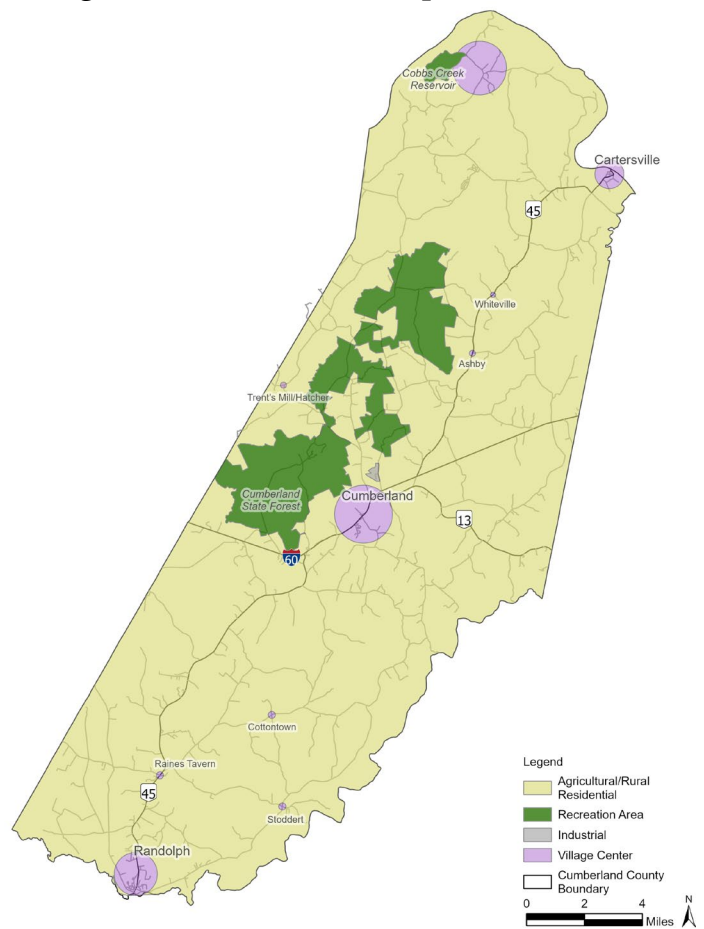 Cobbs Creek
Reservoir
Cartersville
45
Whiteville
Ashby
Trent's Mill/Hatcher
Cumberland
State Forest
Cumberland
13
60
Cottontown
Raines Tavern
45
Stoddert
Randolph
Legend
Agricultural/Rural
Residential
Recreation Area
Industrial
Village Center
Cumberland County
Boundary
0 2 4
Miles
N